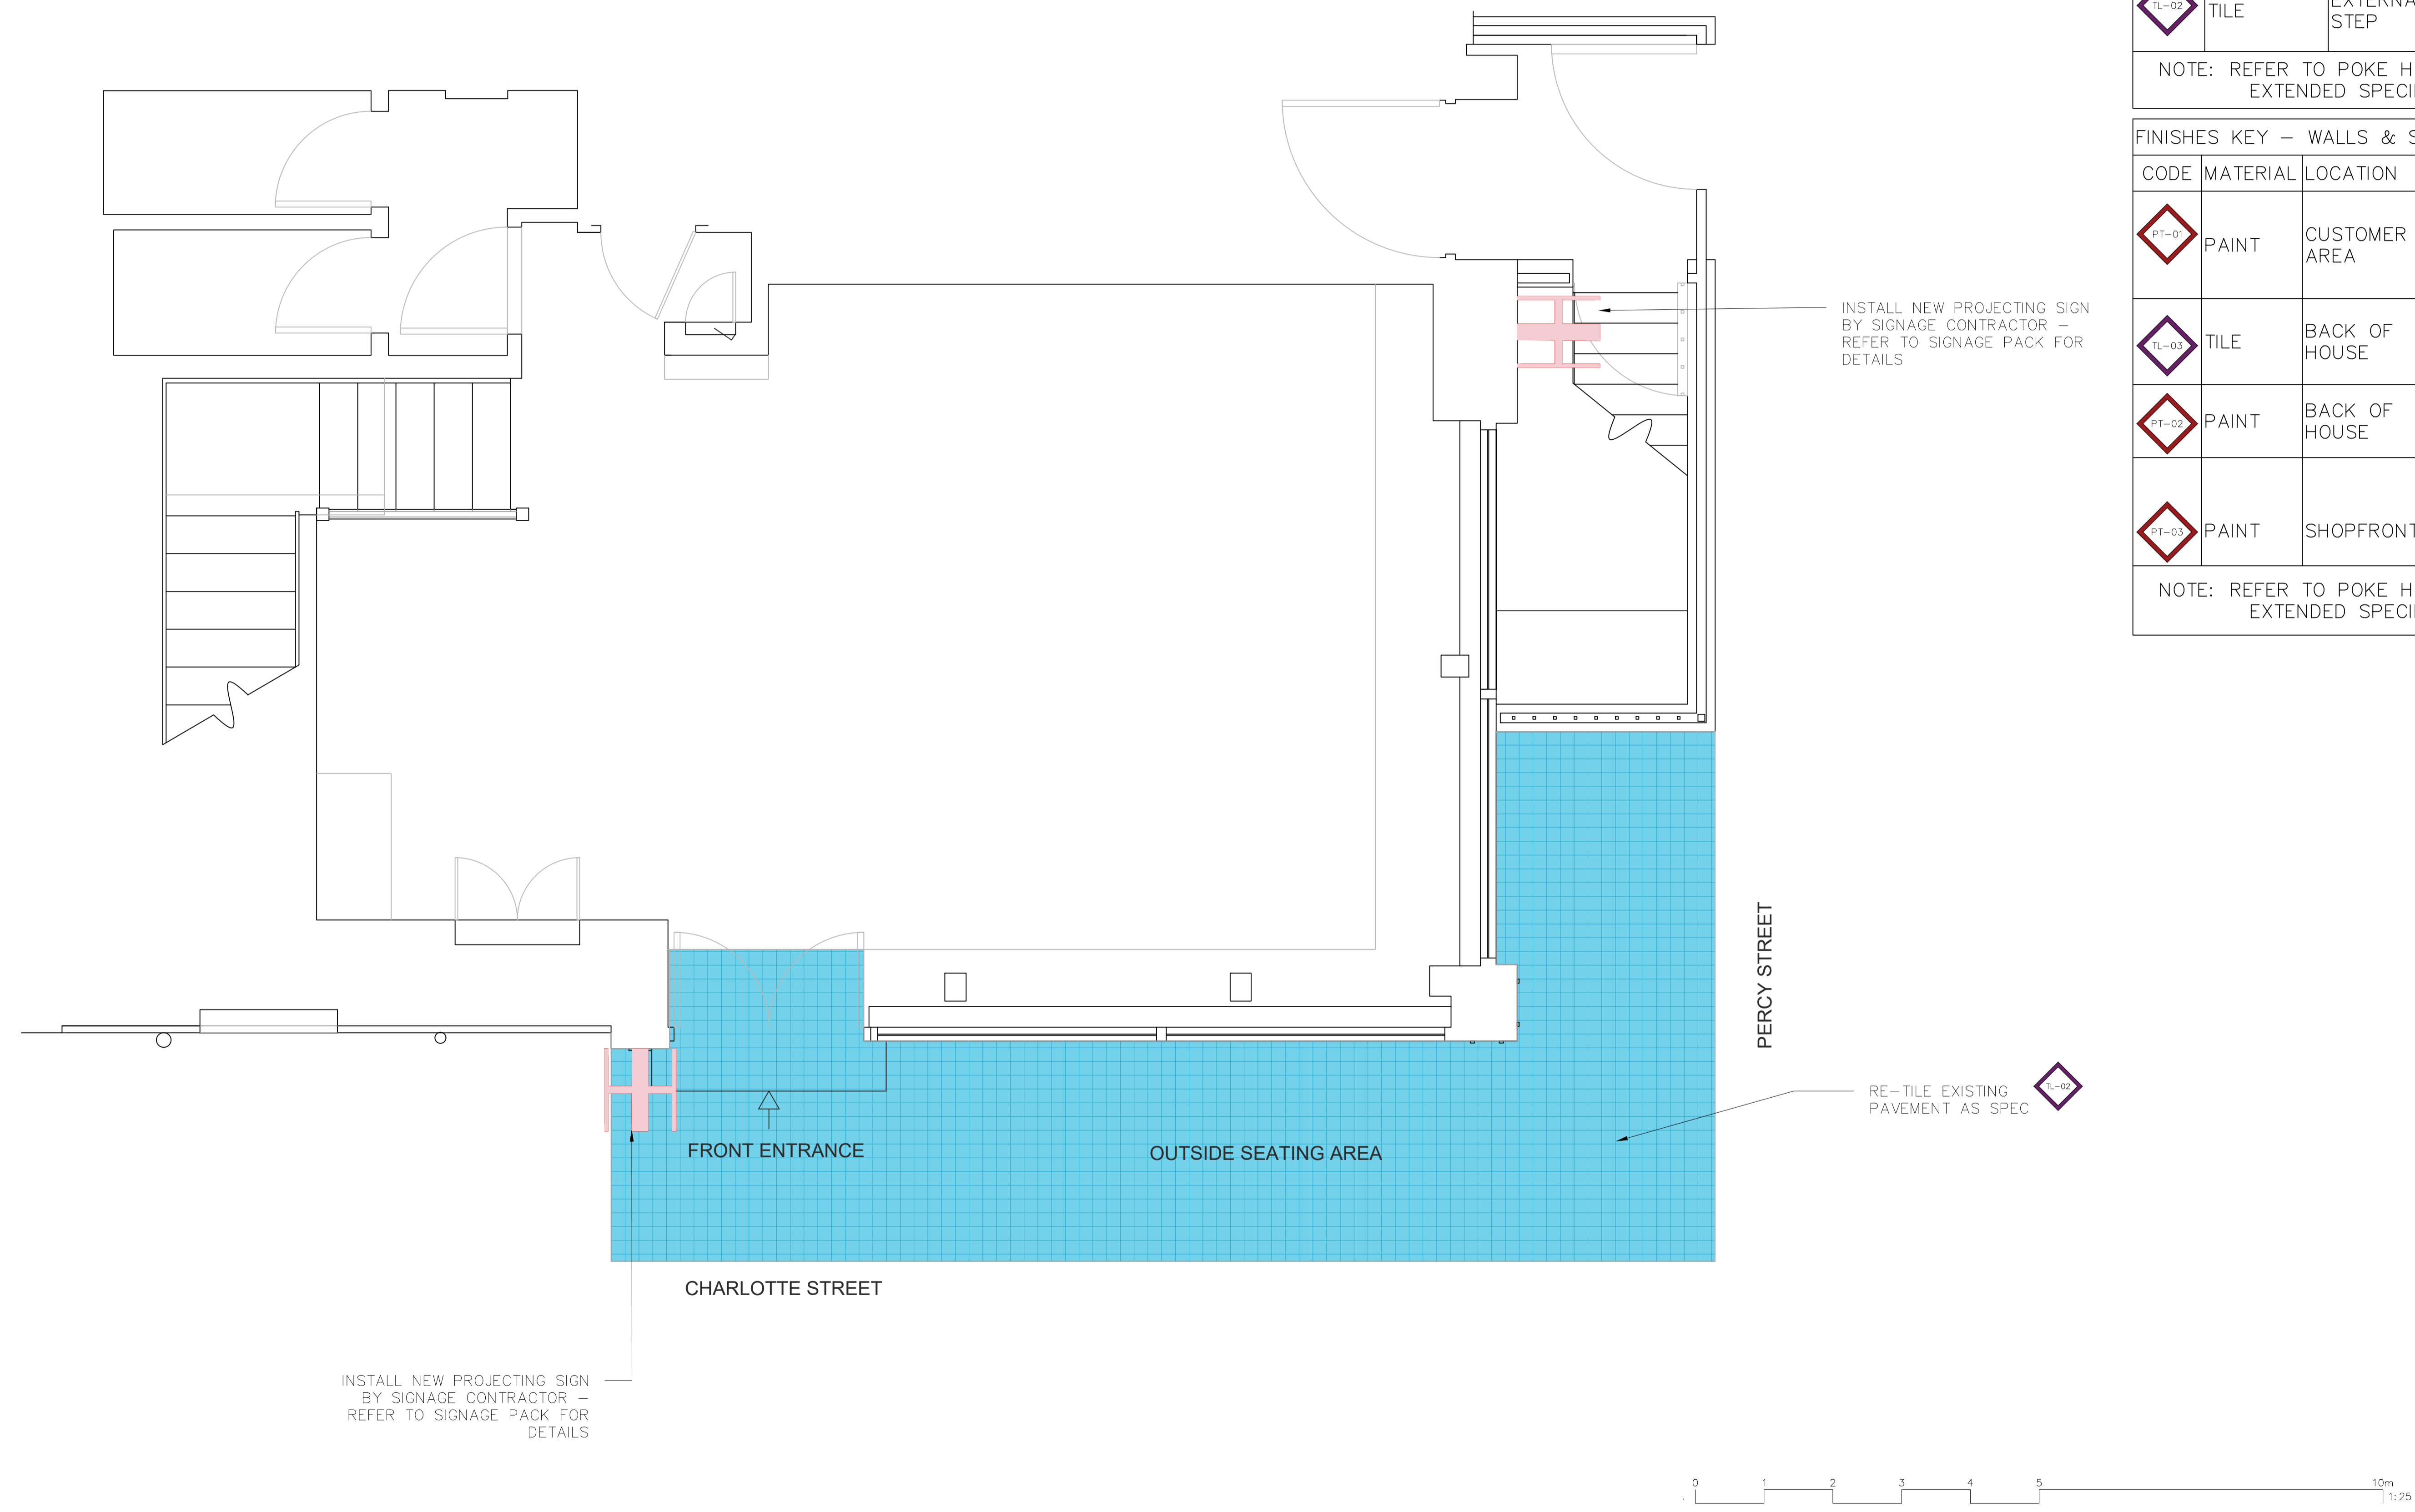 TL-02
TILE
STEP
NOTE: REFER TO POKE H
EXTENDED SPECI
FINISHES KEY – WALLS & S
CODE MATERIAL LOCATION
PT-01 PAINT CUSTOMER
AREA
TL-03 TILE BACK OF
HOUSE
PT-02 PAINT BACK OF
HOUSE
PT-03 PAINT SHOPFRONT
NOTE: REFER TO POKE H
EXTENDED SPECI
INSTALL NEW PROJECTING SIGN
BY SIGNAGE CONTRACTOR –
REFER TO SIGNAGE PACK FOR
DETAILS
PERCY STREET
RE-TILE EXISTING
PAVEMENT AS SPEC
TL-02
FRONT ENTRANCE
OUTSIDE SEATING AREA
CHARLOTTE STREET
INSTALL NEW PROJECTING SIGN
BY SIGNAGE CONTRACTOR –
REFER TO SIGNAGE PACK FOR
DETAILS
0 1 2 3 4 5 10m
1:25